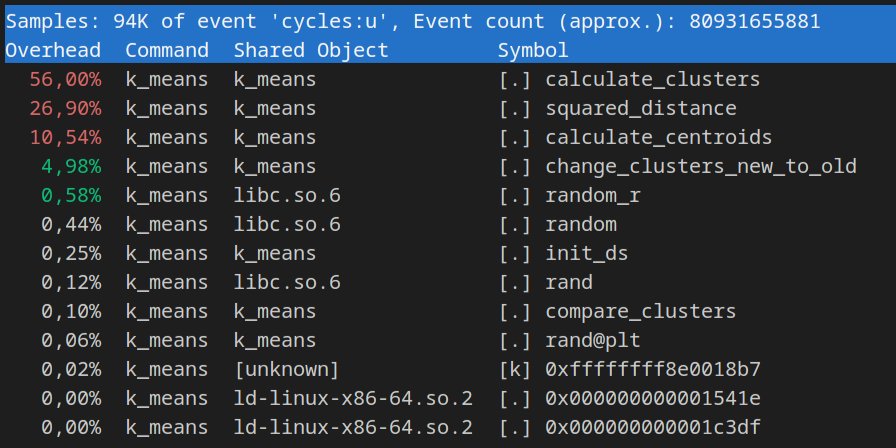 Samples: 94K of event 'cycles:u', Event count (approx.): 80931655881
Overhead  Command  Shared Object         Symbol
  56,00%  k_means  k_means               [.] calculate_clusters
  26,90%  k_means  k_means               [.] squared_distance
  10,54%  k_means  k_means               [.] calculate_centroids
   4,98%  k_means  k_means               [.] change_clusters_new_to_old
   0,58%  k_means  libc.so.6             [.] random_r
   0,44%  k_means  libc.so.6             [.] random
   0,25%  k_means  k_means               [.] init_ds
   0,12%  k_means  libc.so.6             [.] rand
   0,10%  k_means  k_means               [.] compare_clusters
   0,06%  k_means  k_means               [.] rand@plt
   0,02%  k_means  [unknown]             [k] 0xffffffff8e0018b7
   0,00%  k_means  ld-linux-x86-64.so.2  [.] 0x000000000001541e
   0,00%  k_means  ld-linux-x86-64.so.2  [.] 0x000000000001c3df